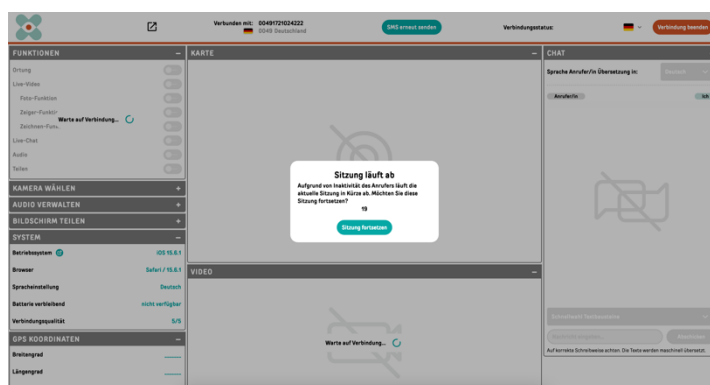 Verbunden mit: 00491721024222
0049 Deutschland
SMS erneut senden
Verbindungsstatus:
Verbindung beenden
FUNKTIONEN
Ortung
Live-Video
Foto-Funktion
Zeiger-Funkti
Zeichnen-Fun
Warte auf Verbindung...
Live-Chat
Audio
Teilen
KAMERA WÄHLEN +
AUDIO VERWALTEN +
BILDSCHIRM TEILEN +
SYSTEM –
Betriebssystem iOS 15.6.1
Browser Safari / 15.6.1
Spracheinstellung Deutsch
Batterie verbleibend nicht verfügbar
Verbindungsqualität 5/5
GPS KOORDINATEN –
Breitengrad
Längengrad
KARTE –
Sitzung läuft ab
Aufgrund von Inaktivität des Anrufers läuft die
aktuelle Sitzung in Kürze ab. Möchten Sie diese
Sitzung fortsetzen?
19
Sitzung fortsetzen
VIDEO –
Warte auf Verbindung...
CHAT
Sprache Anrufer/in Übersetzung in: Deutsch
Anrufer/in
Ich
Auf korrekte Schreibweise achten. Die Texte werden maschinell übersetzt.